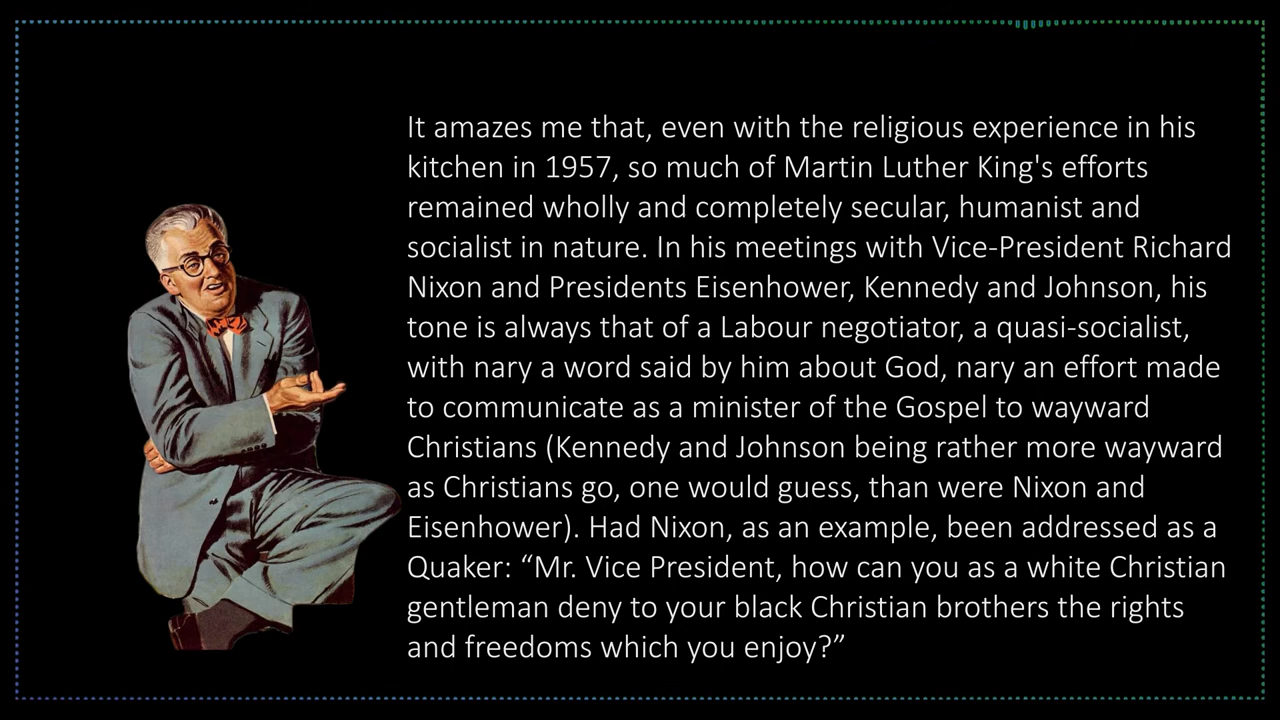 It amazes me that, even with the religious experience in his
kitchen in 1957, so much of Martin Luther King's efforts
remained wholly and completely secular, humanist and
socialist in nature. In his meetings with Vice-President Richard
Nixon and Presidents Eisenhower, Kennedy and Johnson, his
tone is always that of a Labour negotiator, a quasi-socialist,
with nary a word said by him about God, nary an effort made
to communicate as a minister of the Gospel to wayward
Christians (Kennedy and Johnson being rather more wayward
as Christians go, one would guess, than were Nixon and
Eisenhower). Had Nixon, as an example, been addressed as a
Quaker: “Mr. Vice President, how can you as a white Christian
gentleman deny to your black Christian brothers the rights
and freedoms which you enjoy?”